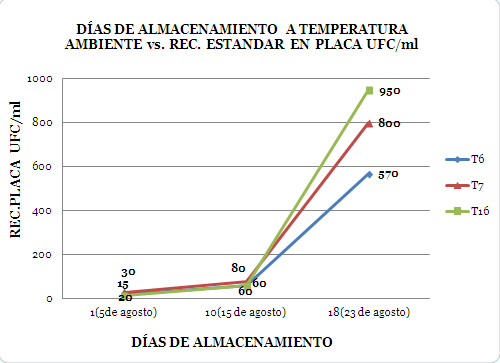 DÍAS DE ALMACENAMIENTO A TEMPERATURA
AMBIENTE vs. REC. ESTANDAR EN PLACA UFC/ml
REC.PLACA UFC/ml
1000
800
600
400
200
0
30
15
20
80
60
60
950
800
570
T6
T7
T16
1(5de agosto)
10(15 de agosto)
18(23 de agosto)
DÍAS DE ALMACENAMIENTO